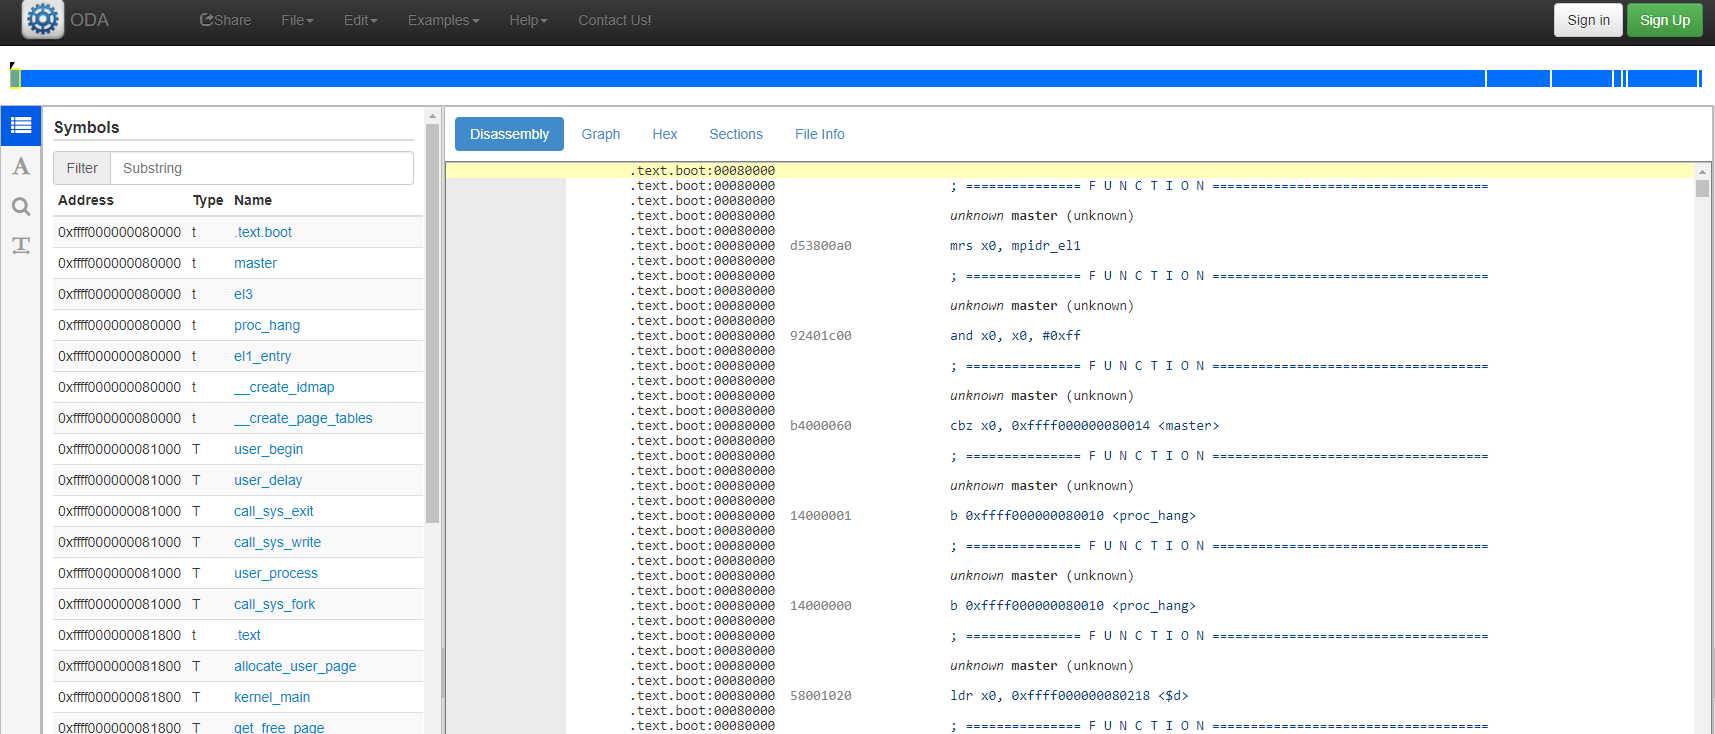 ODA Share File Edit Examples Help Contact Us! Sign in Sign Up
Symbols
Filter Substring
Address Type Name
0xffff000000080000 t .text.boot
0xffff000000080000 t master
0xffff000000080000 t el3
0xffff000000080000 t proc_hang
0xffff000000080000 t el1_entry
0xffff000000080000 t __create_idmap
0xffff000000080000 t __create_page_tables
0xffff000000081000 T user_begin
0xffff000000081000 T user_delay
0xffff000000081000 T call_sys_exit
0xffff000000081000 T call_sys_write
0xffff000000081000 T user_process
0xffff000000081000 T call_sys_fork
0xffff000000081800 t .text
0xffff000000081800 T allocate_user_page
0xffff000000081800 T kernel_main
0xffff000000081800 T get_free_page
Disassembly Graph Hex Sections File Info
.text.boot:00080000
.text.boot:00080000 ; =============== F U N C T I O N ====================================
.text.boot:00080000
.text.boot:00080000 unknown master (unknown)
.text.boot:00080000
.text.boot:00080000 d53800a0 mrs x0, mpidr_el1
.text.boot:00080000
.text.boot:00080000 ; =============== F U N C T I O N ====================================
.text.boot:00080000
.text.boot:00080000 unknown master (unknown)
.text.boot:00080000
.text.boot:00080000 92401c00 and x0, x0, #0xff
.text.boot:00080000
.text.boot:00080000 ; =============== F U N C T I O N ====================================
.text.boot:00080000
.text.boot:00080000 unknown master (unknown)
.text.boot:00080000
.text.boot:00080000 b4000060 cbz x0, 0xffff000000080014 <master>
.text.boot:00080000
.text.boot:00080000 ; =============== F U N C T I O N ====================================
.text.boot:00080000
.text.boot:00080000 unknown master (unknown)
.text.boot:00080000
.text.boot:00080000 14000001 b 0xffff000000080010 <proc_hang>
.text.boot:00080000
.text.boot:00080000 ; =============== F U N C T I O N ====================================
.text.boot:00080000
.text.boot:00080000 unknown master (unknown)
.text.boot:00080000
.text.boot:00080000 14000000 b 0xffff000000080010 <proc_hang>
.text.boot:00080000
.text.boot:00080000 ; =============== F U N C T I O N ====================================
.text.boot:00080000
.text.boot:00080000 unknown master (unknown)
.text.boot:00080000
.text.boot:00080000 58001020 ldr x0, 0xffff000000080218 <$d>
.text.boot:00080000
.text.boot:00080000 ; =============== F U N C T I O N ====================================